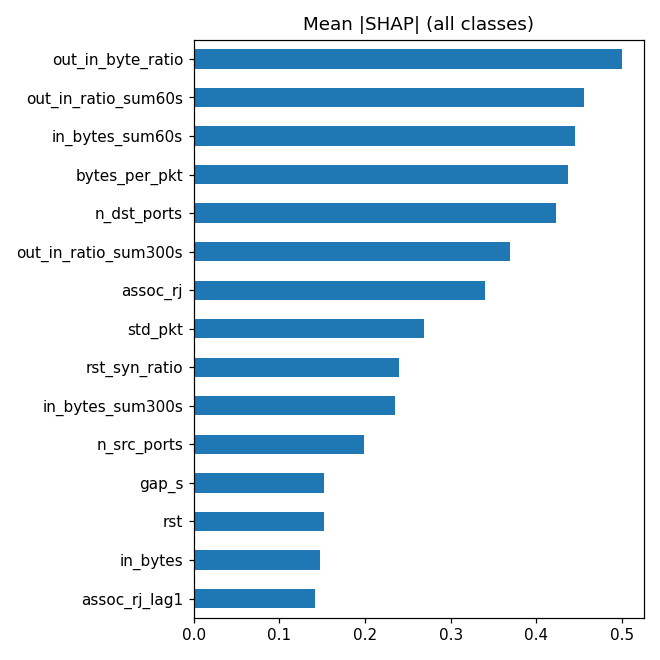 Mean |SHAP| (all classes)
out_in_byte_ratio
out_in_ratio_sum60s
in_bytes_sum60s
bytes_per_pkt
n_dst_ports
out_in_ratio_sum300s
assoc_rj
std_pkt
rst_syn_ratio
in_bytes_sum300s
n_src_ports
gap_s
rst
in_bytes
assoc_rj_lag1
0.0 0.1 0.2 0.3 0.4 0.5